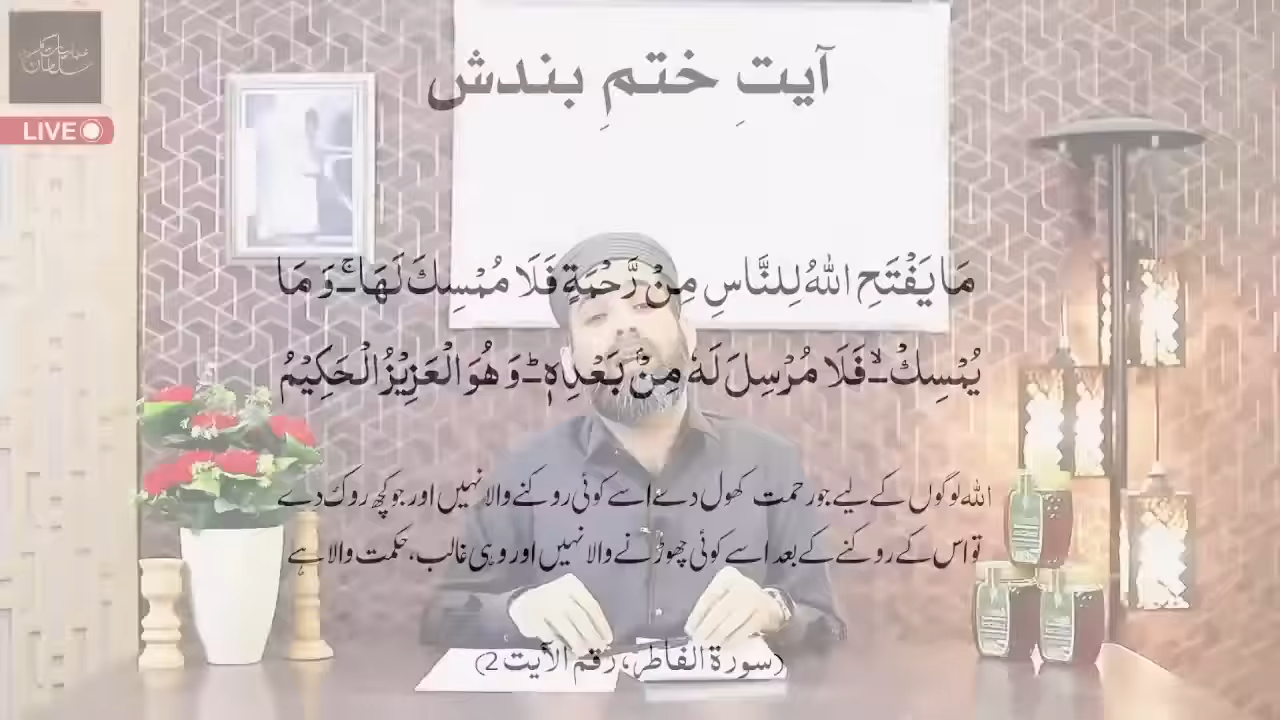 LIVE
آیتِ ختمِ بندش
مَا یَفْتَحِ اللّٰهُ لِلنَّاسِ مِنْ رَّحْمَةٍ فَلَا مُمْسِكَ لَهَاۚ-وَ مَا
یُمْسِكْۙ-فَلَا مُرْسِلَ لَهٗ مِنْۢ بَعْدِهٖؕ-وَ هُوَ الْعَزِیْزُ الْحَكِیْمُ
اللہ لوگوں کے لیے جو رحمت کھول دے اسے کوئی روکنے والا نہیں اور جو کچھ روک دے
تو اس کے روکنے کے بعد اسے کوئی چھوڑنے والا نہیں اور وہی غالب، حکمت والا ہے
(سورۃ الفاطر، رقم الآیت 2)